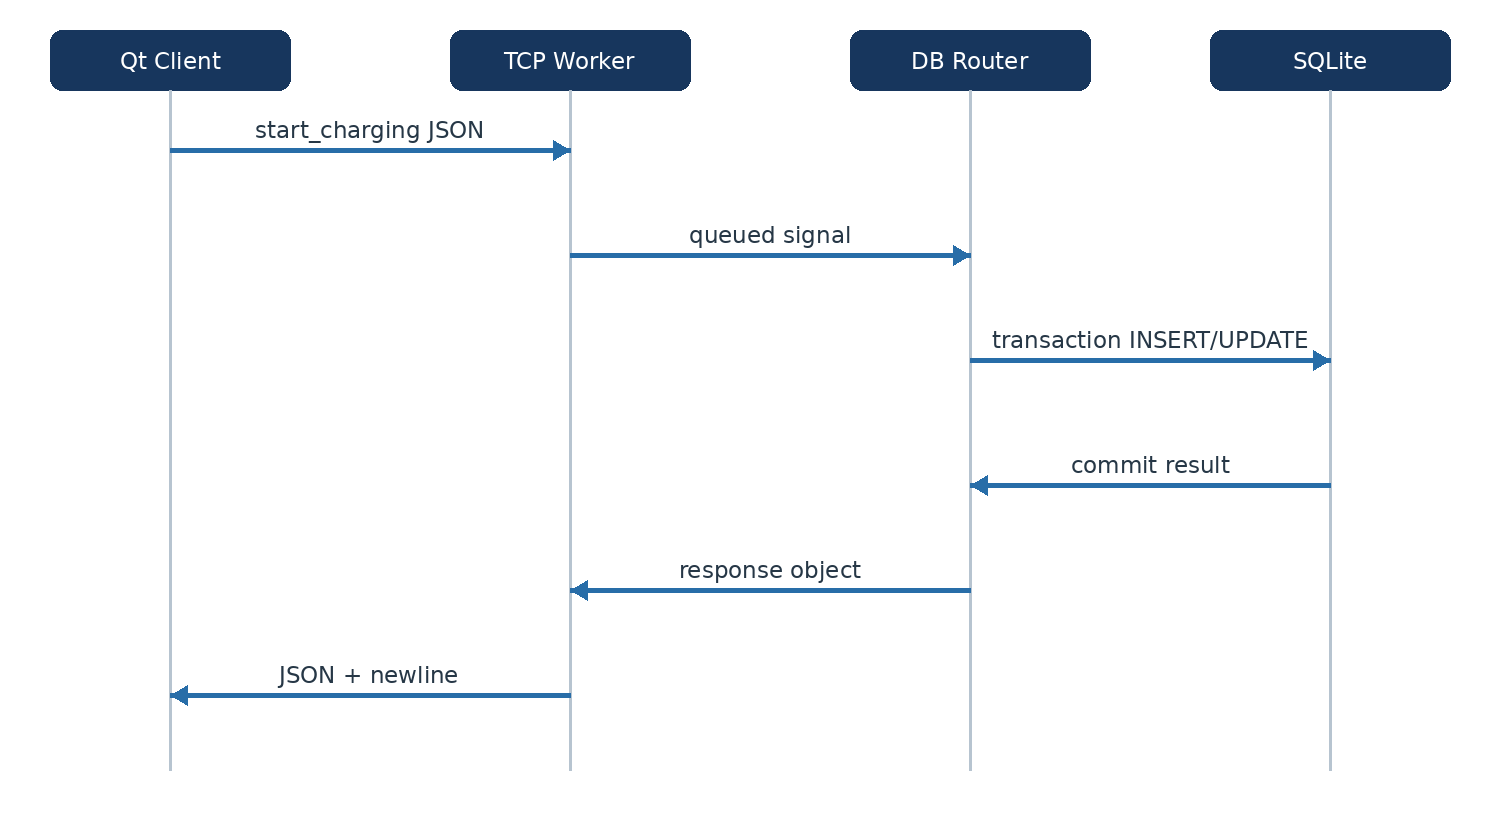 Qt Client
TCP Worker
DB Router
SQLite
start_charging JSON
queued signal
transaction INSERT/UPDATE
commit result
response object
JSON + newline